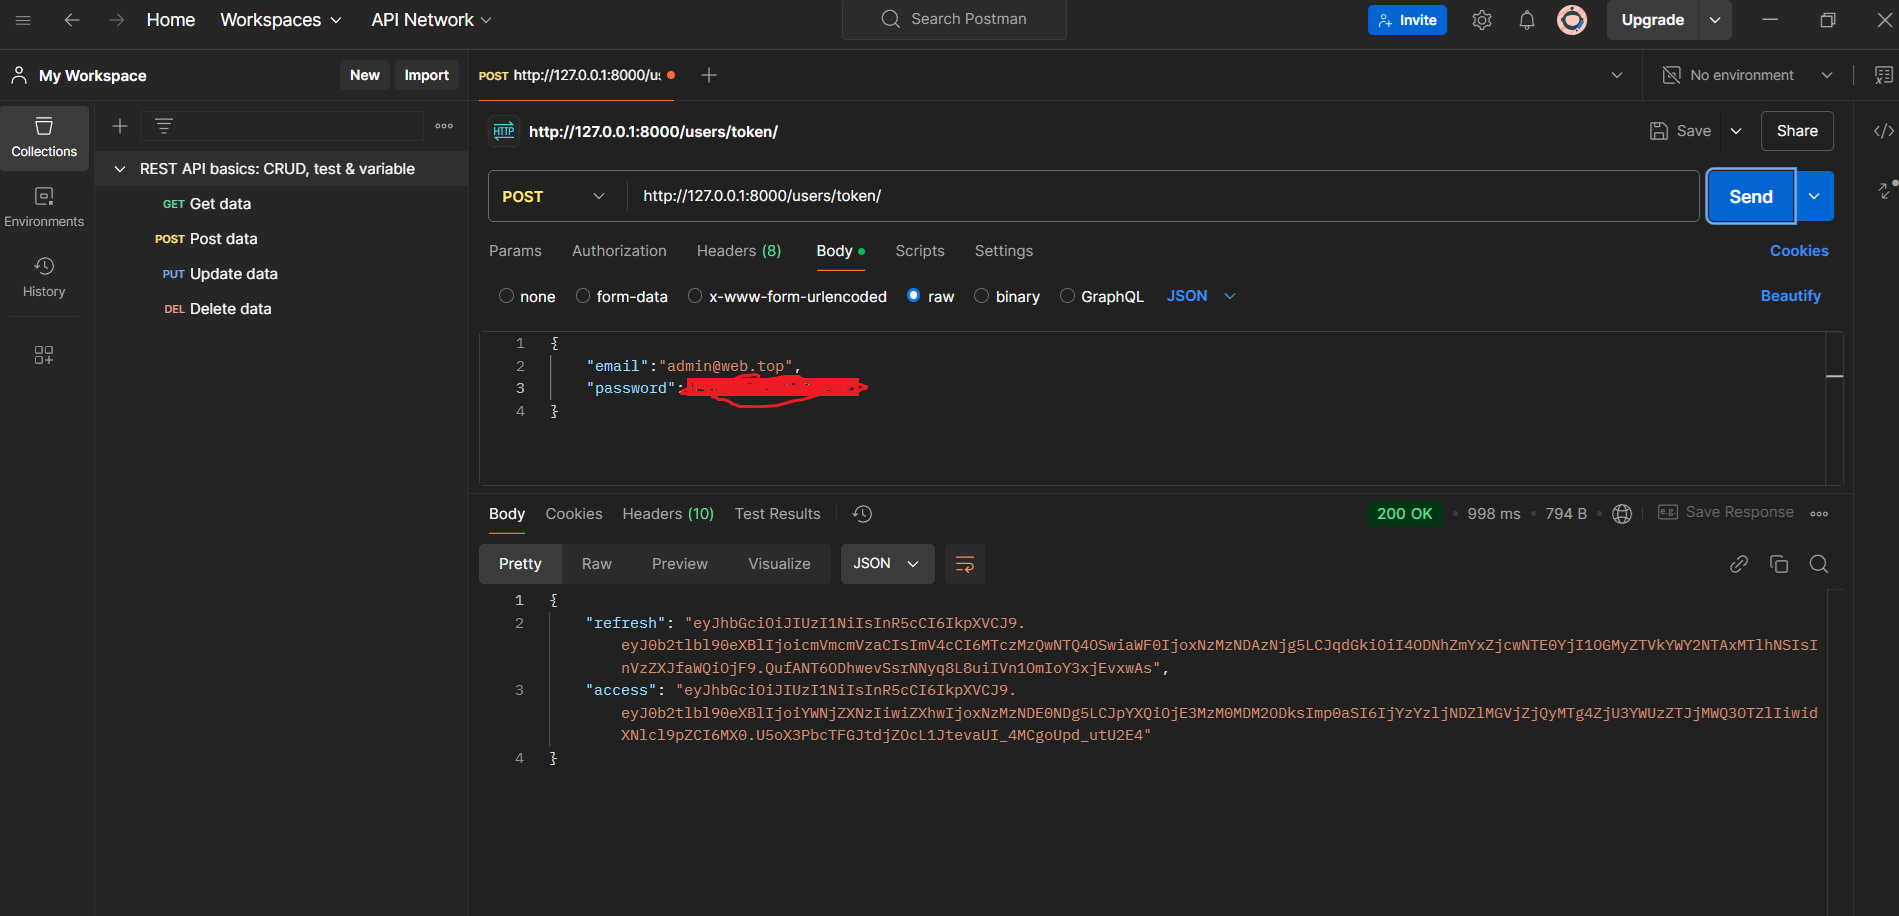 Home Workspaces API Network Search Postman Invite Upgrade
My Workspace New Import POST http://127.0.0.1:8000/us No environment
HTTP http://127.0.0.1:8000/users/token/ Save Share
Collections
REST API basics: CRUD, test & variable
Environments
GET Get data
POST Post data
History
PUT Update data
DEL Delete data
POST http://127.0.0.1:8000/users/token/ Send
Params Authorization Headers (8) Body Scripts Settings Cookies
none form-data x-www-form-urlencoded raw binary GraphQL JSON Beautify
1 {
2 "email":"admin@web.top",
3 "password":
4 }
Body Cookies Headers (10) Test Results 200 OK 998 ms 794 B e.g. Save Response
Pretty Raw Preview Visualize JSON
1 {
2 "refresh": "eyJhbGciOiJIUzI1NiIsInR5cCI6IkpXVCJ9.
eyJ0b2tlbl90eXBlIjoicmVmcmVzaCIsImV4cCI6MTczMzQwNTQ4OSwiaWF0IjoxNzMzNDAzNjg5LCJqdGkiOiI4ODNhZmYxZjcwNTE0YjI1OGMyZTVkYWY2NTAxMTlhNSIsI
nVzZXJfaWQiOjF9.QufANT6ODhwevSsrNNyq8L8uiIVn1OmIoY3xjEvxwAs",
3 "access": "eyJhbGciOiJIUzI1NiIsInR5cCI6IkpXVCJ9.
eyJ0b2tlbl90eXBlIjoiYWNjZXNzIiwiZXhwIjoxNzMzNDE0NDg5LCJpYXQiOjE3MzM0MDM2ODksImp0aSI6IjYzYzljNDZlMGVjZjQyMTg4ZjU3YWUzZTJjMWQ3OTZlIiwid
XNlcl9pZCI6MX0.U5oX3PbcTFGJtdjZOcL1JtevaUI_4MCgoUpd_utU2E4"
4 }